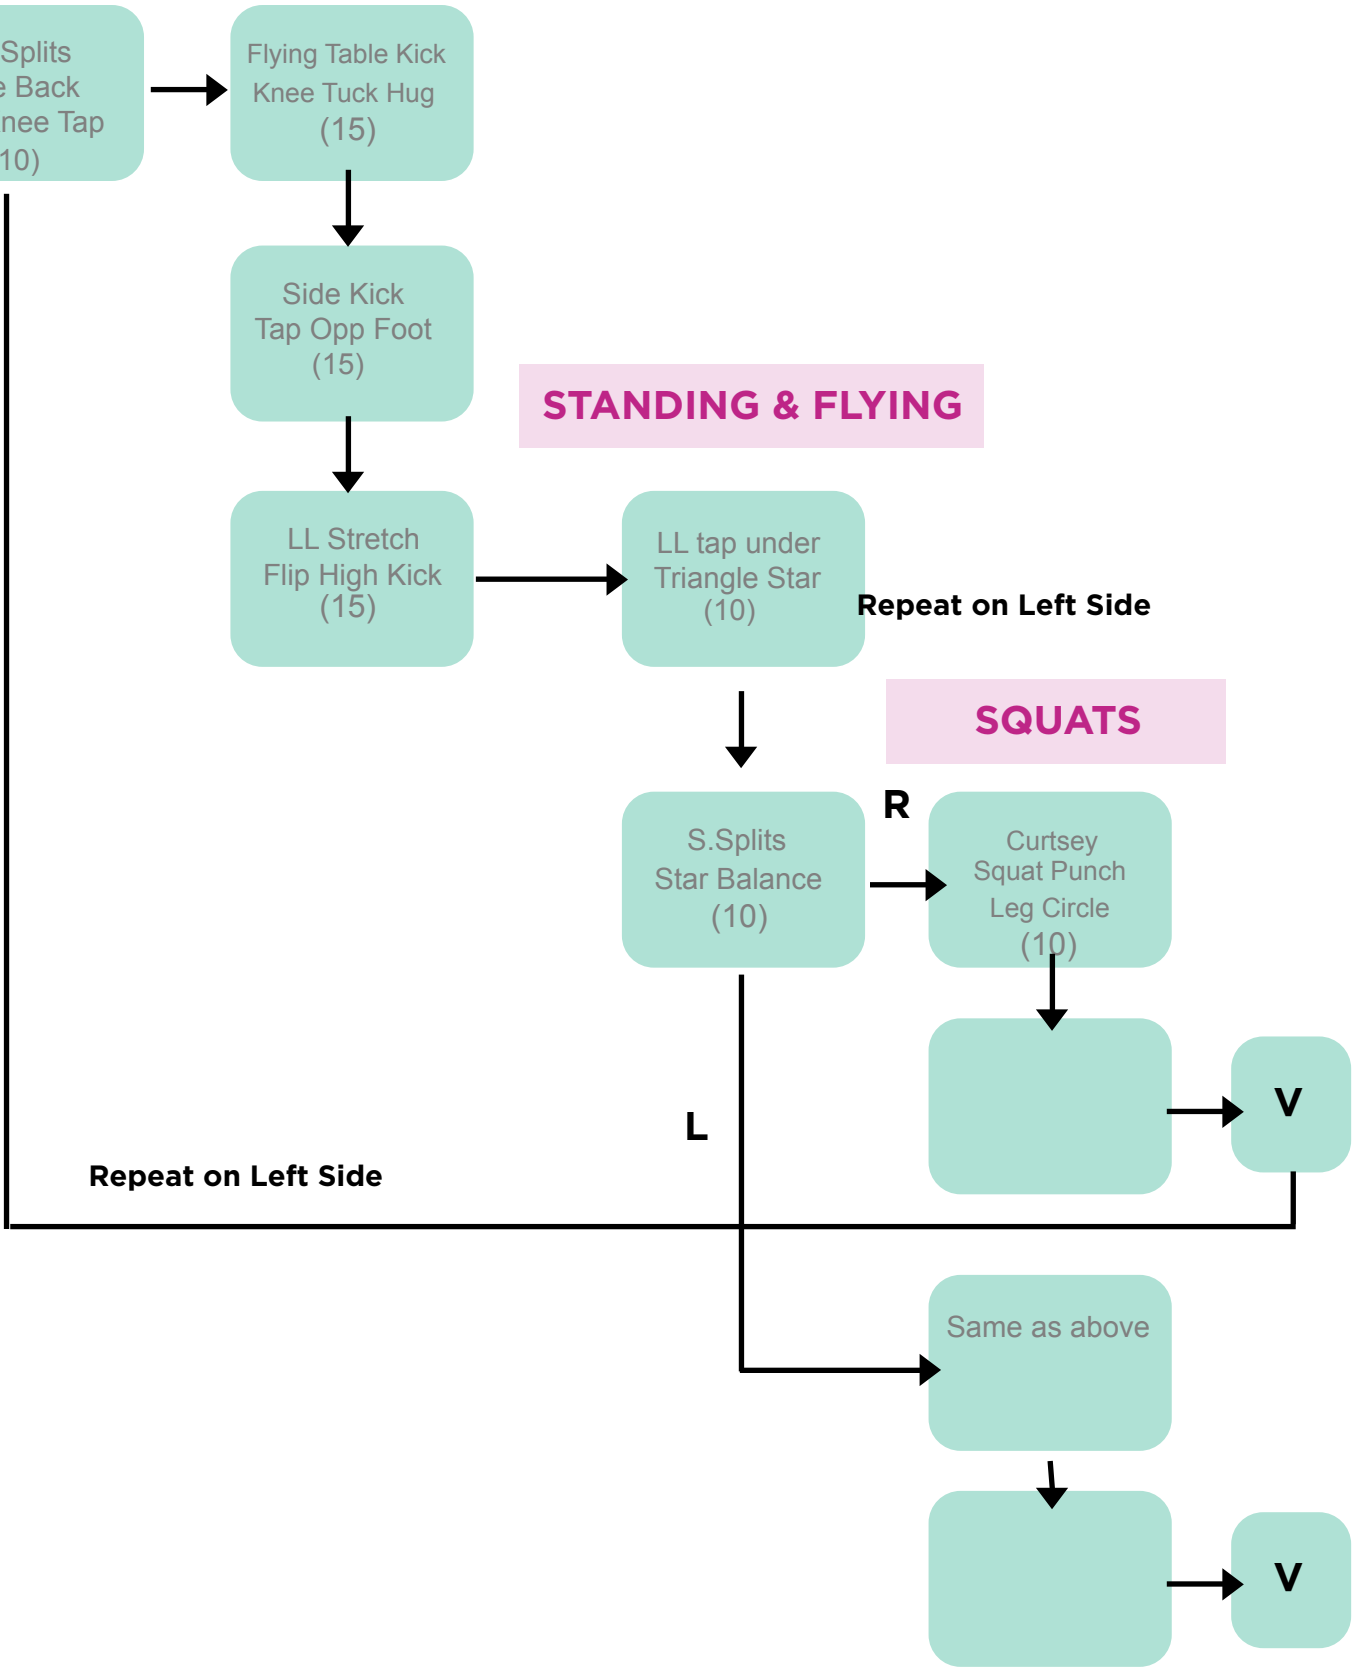 Splits
Back
Tap
10)
Flying Table Kick
Knee Tuck Hug
(15)
Side Kick
Tap Opp Foot
(15)
STANDING & FLYING
LL Stretch
Flip High Kick
(15)
LL tap under
Triangle Star
(10)
Repeat on Left Side
SQUATS
S.Splits
Star Balance
(10)
R
Curtsey
Squat Punch
Leg Circle
(10)
V
L
Repeat on Left Side
Same as above
V